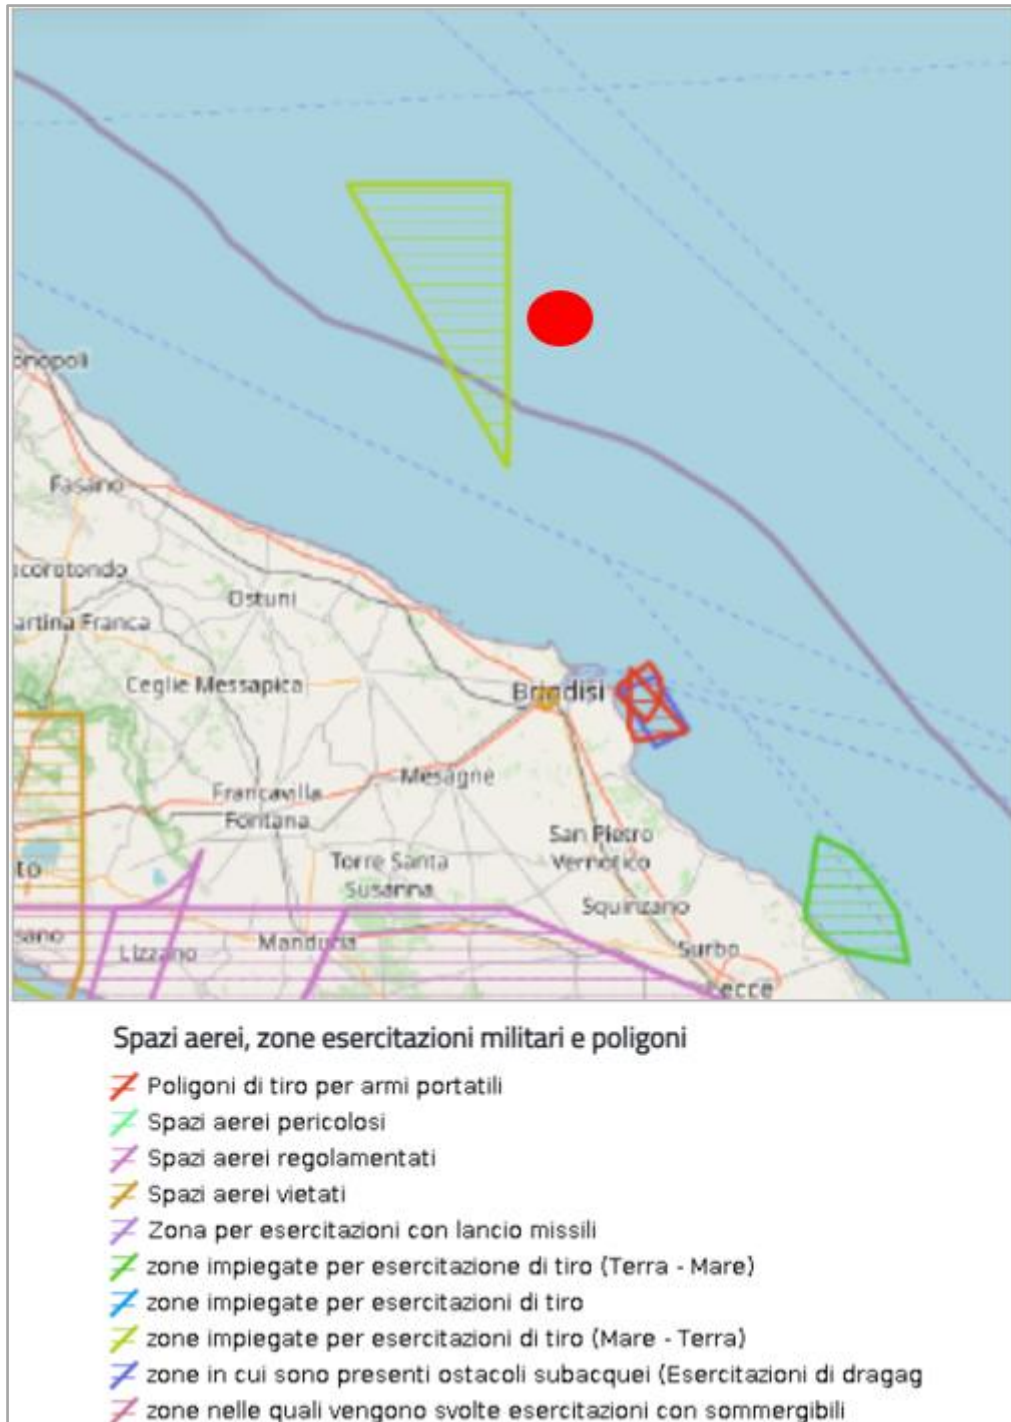 onopoli
Fasano
corotondo
artina Franca
Ostuni
Ceglie Messapica
Brindisi
Mesagne
Francavilla
Fontana
San Pietro
Vernotico
to
Torre Santa
Susanna
Squinzano
sano
Lizzano
Manduria
Surbo
Lecce
Spazi aerei, zone esercitazioni militari e poligoni
Poligoni di tiro per armi portatili
Spazi aerei pericolosi
Spazi aerei regolamentati
Spazi aerei vietati
Zona per esercitazioni con lancio missili
zone impiegate per esercitazione di tiro (Terra - Mare)
zone impiegate per esercitazioni di tiro
zone impiegate per esercitazioni di tiro (Mare - Terra)
zone in cui sono presenti ostacoli subacquei (Esercitazioni di dragag
zone nelle quali vengono svolte esercitazioni con sommergibili